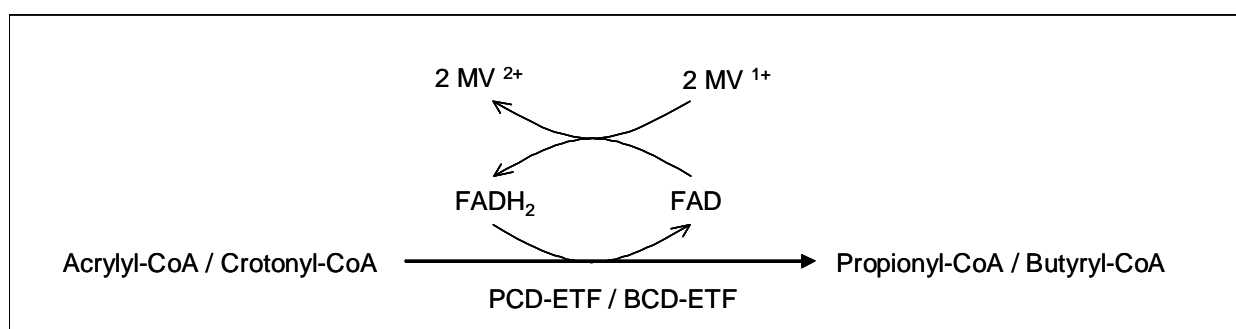 2 MV 2+ 2 MV 1+
FADH2 FAD
Acrylyl-CoA / Crotonyl-CoA Propionyl-CoA / Butyryl-CoA
PCD-ETF / BCD-ETF